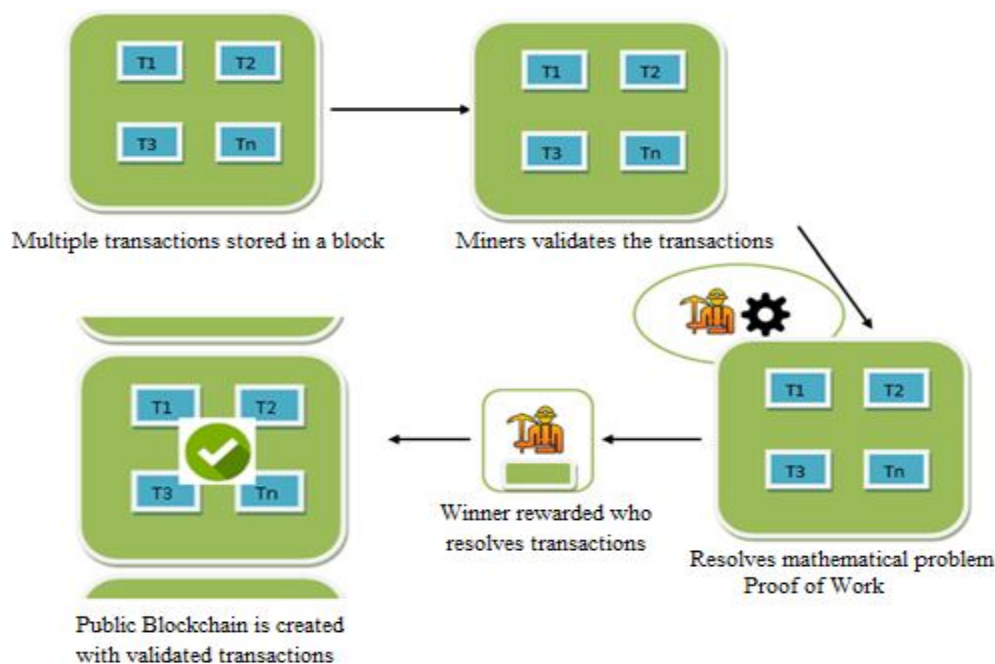 T1 T2
T3 Tn
Multiple transactions stored in a block
T1 T2
T3 Tn
Miners validates the transactions
T1 T2
T3 Tn
Resolves mathematical problem
Proof of Work
Winner rewarded who
resolves transactions
T1 T2
T3 Tn
Public Blockchain is created
with validated transactions